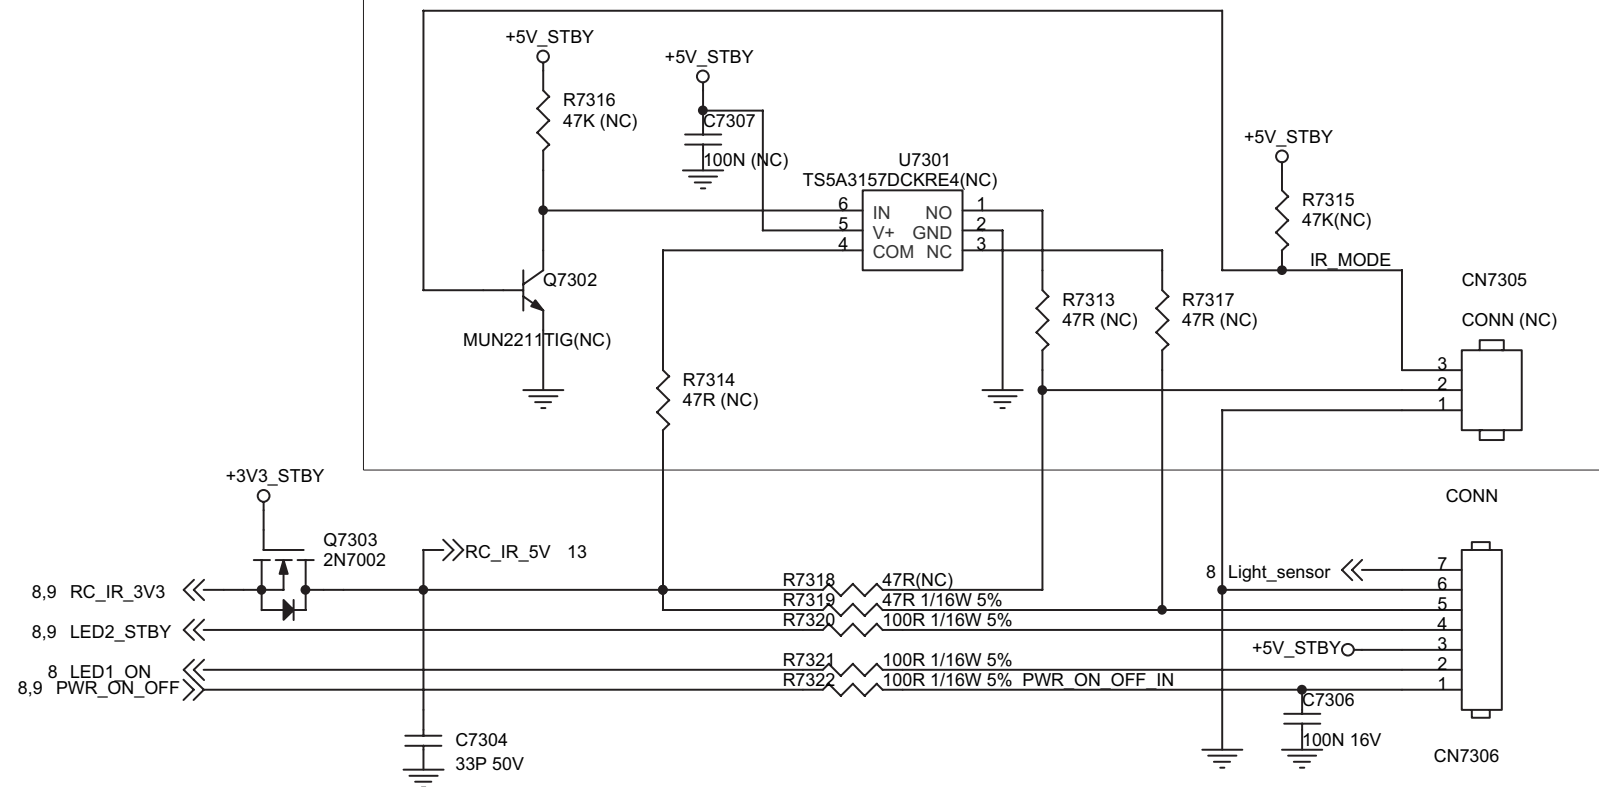 +5V_STBY
R7316
47K (NC)
+5V_STBY
C7307
100N (NC)
U7301
TS5A3157DCKRE4(NC)
6 IN NO 1
5 V+ GND 2
4 COM NC 3
+5V_STBY
R7315
47K(NC)
IR_MODE
Q7302
MUN2211TIG(NC)
R7313
47R (NC)
R7317
47R (NC)
CN7305
CONN (NC)
3
2
1
R7314
47R (NC)
+3V3_STBY
Q7303
2N7002
RC_IR_5V 13
CONN
8,9 RC_IR_3V3
8,9 LED2_STBY
8 LED1_ON
8,9 PWR_ON_OFF
R7318 47R(NC)
R7319 47R 1/16W 5%
R7320 100R 1/16W 5%
R7321 100R 1/16W 5%
R7322 100R 1/16W 5% PWR_ON_OFF_IN
8 Light_sensor
+5V_STBY
7
6
5
4
3
2
1
C7306
100N 16V
C7304
33P 50V
CN7306